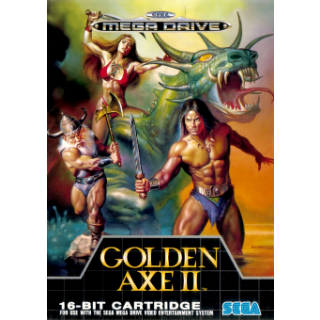 SEGA
MEGA DRIVE
GOLDEN
AXE II
16-BIT CARTRIDGE
FOR USE WITH THE SEGA MEGA DRIVE VIDEO ENTERTAINMENT SYSTEM
SEGA